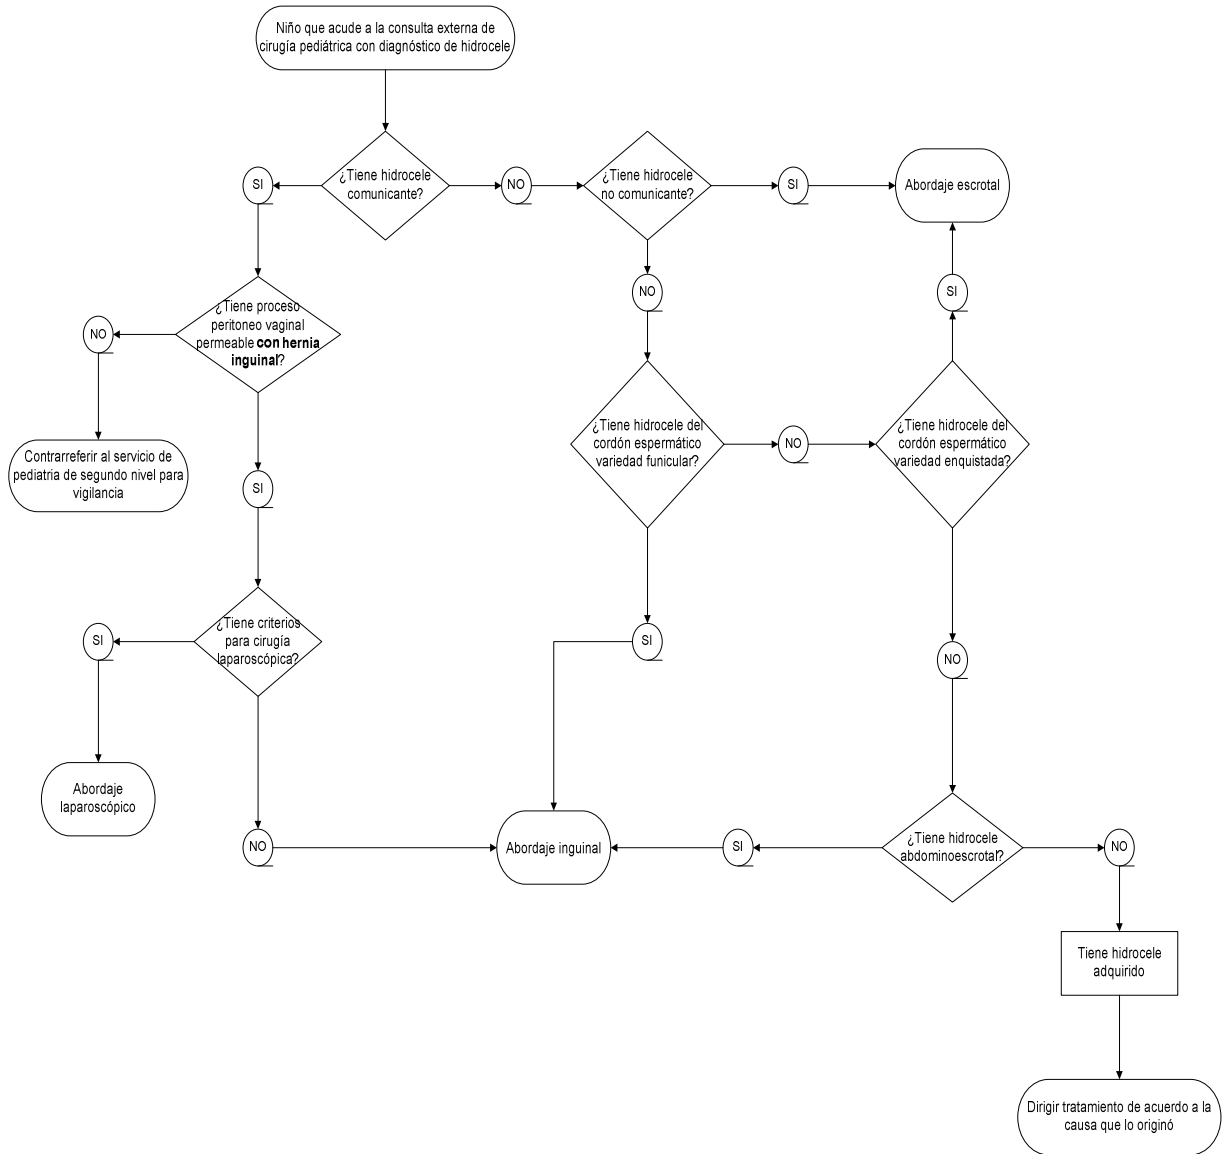 Niño que acude a la consulta externa de
cirugía pediátrica con diagnóstico de hidrocele
¿Tiene hidrocele
comunicante?
SI
NO
¿Tiene hidrocele
no comunicante?
SI
Abordaje escrotal
NO
SI
¿Tiene proceso
peritoneo vaginal
permeable con hernia
inguinal?
NO
Contrarreferir al servicio de
pediatria de segundo nivel para
vigilancia
SI
¿Tiene hidrocele del
cordón espermático
variedad funicular?
NO
¿Tiene hidrocele del
cordón espermático
variedad enquistada?
¿Tiene criterios
para cirugía
laparoscópica?
SI
SI
NO
Abordaje
laparoscópico
NO
Abordaje inguinal
SI
¿Tiene hidrocele
abdominoescrotal?
NO
Tiene hidrocele
adquirido
Dirigir tratamiento de acuerdo a la
causa que lo originó